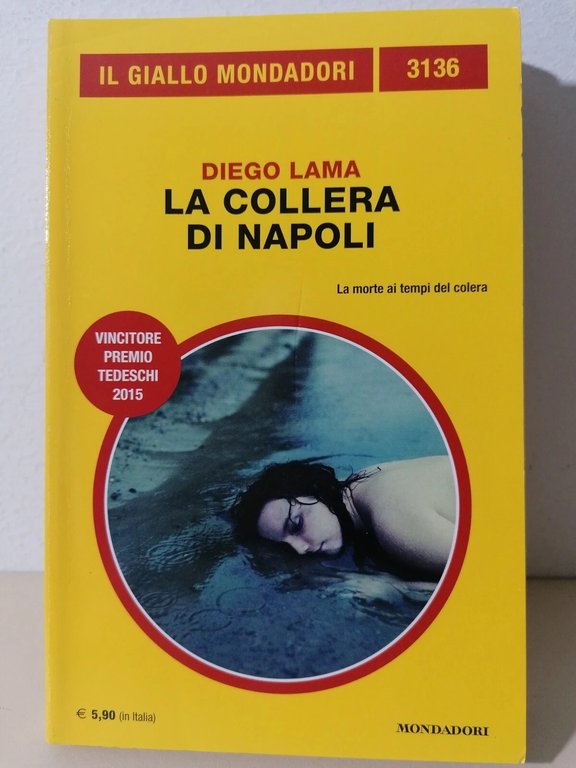 IL GIALLO MONDADORI 3136
DIEGO LAMA
LA COLLERA
DI NAPOLI
La morte ai tempi del colera
VINCITORE
PREMIO
TEDESCHI
2015
€ 5,90 (in Italia)
MONDADORI